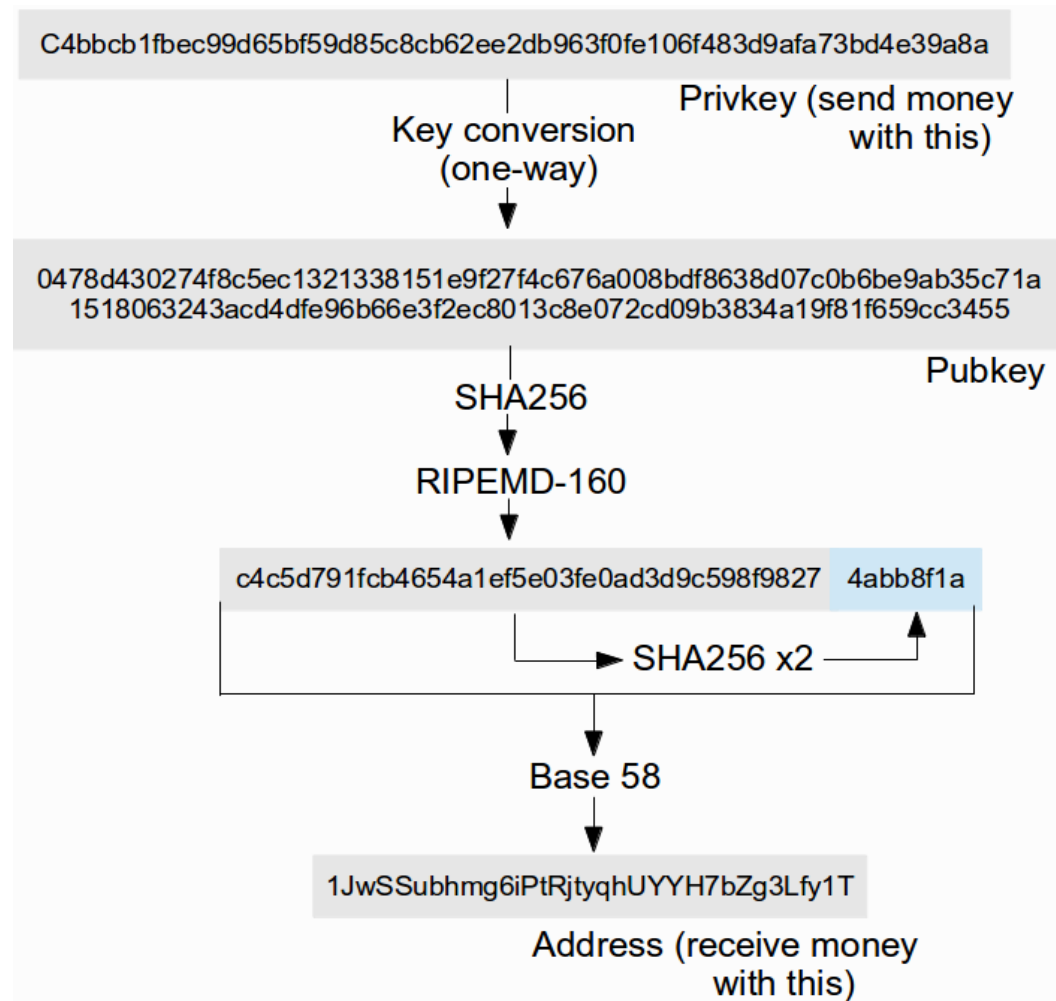 C4bbcb1fbec99d65bf59d85c8cb62ee2db963f0fe106f483d9afa73bd4e39a8a
Privkey (send money
with this)
Key conversion
(one-way)
0478d430274f8c5ec1321338151e9f27f4c676a008bdf8638d07c0b6be9ab35c71a
1518063243acd4dfe96b66e3f2ec8013c8e072cd09b3834a19f81f659cc3455
Pubkey
SHA256
RIPEMD-160
c4c5d791fcb4654a1ef5e03fe0ad3d9c598f9827 4abb8f1a
SHA256 x2
Base 58
1JwSSubhmg6iPtRjtyqhUYYH7bZg3Lfy1T
Address (receive money
with this)